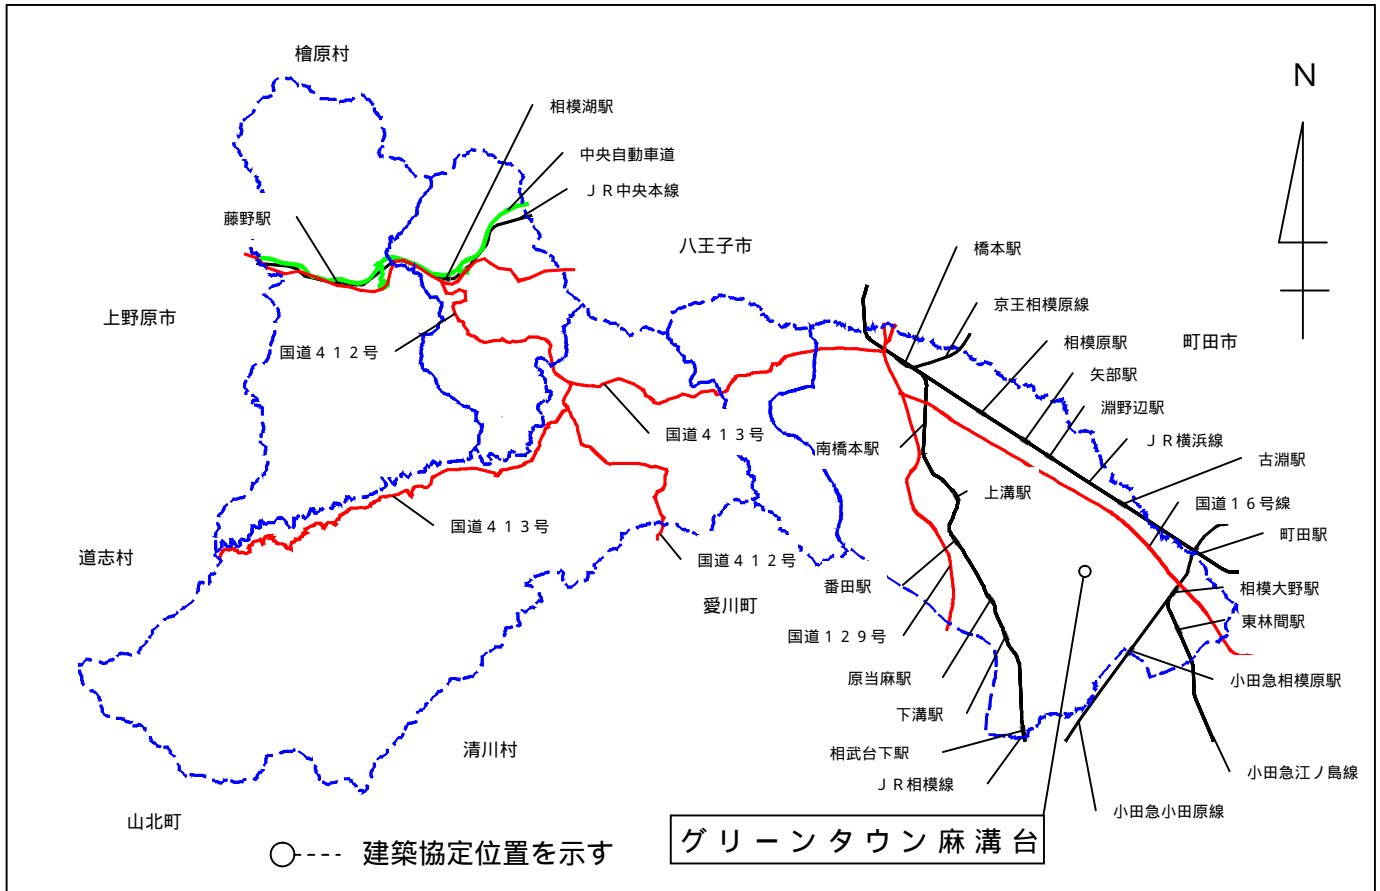 檜原村
N
相模湖駅
中央自動車道
ＪＲ中央本線
藤野駅
八王子市
橋本駅
京王相模原線
上野原市
相模原駅
町田市
国道４１２号
矢部駅
淵野辺駅
国道４１３号
南橋本駅
ＪＲ横浜線
古淵駅
上溝駅
国道１６号線
国道４１３号
町田駅
道志村
国道４１２号
番田駅
相模大野駅
愛川町
東林間駅
国道１２９号
原当麻駅
小田急相模原駅
下溝駅
清川村
相武台下駅
小田急江ノ島線
ＪＲ相模線
小田急小田原線
山北町
グリーンタウン麻溝台
建築協定位置を示す